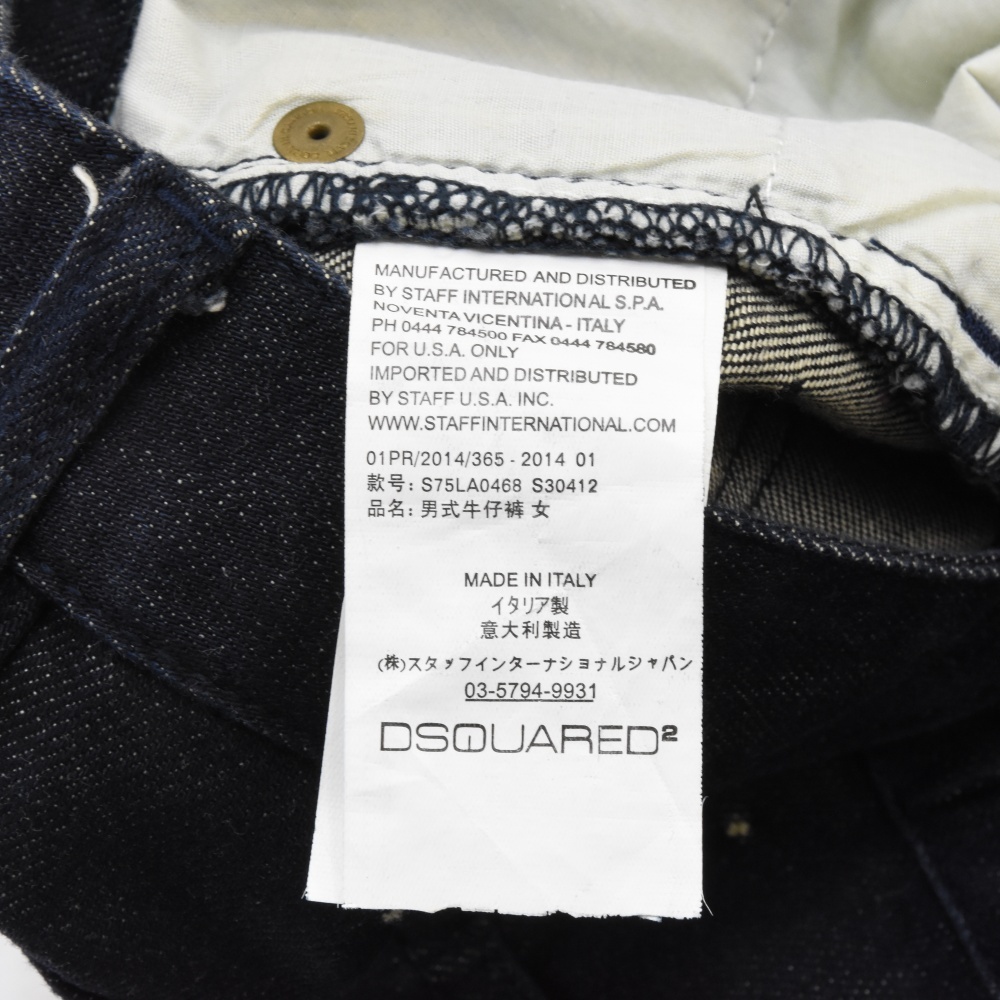 MANUFACTURED AND DISTRIBUTED
BY STAFF INTERNATIONAL S.P.A.
NOVENTA VICENTINA - ITALY
PH 0444 784500 FAX 0444 784580
FOR U.S.A. ONLY
IMPORTED AND DISTRIBUTED
BY STAFF U.S.A. INC.
WWW.STAFFINTERNATIONAL.COM
01PR/2014/365 - 2014 01
款号: S75LA0468 S30412
品名: 男式牛仔裤 女
MADE IN ITALY
イタリア製
意大利製造
(株)スタッフインターナショナルジャパン
03-5794-9931
DSQUARED²